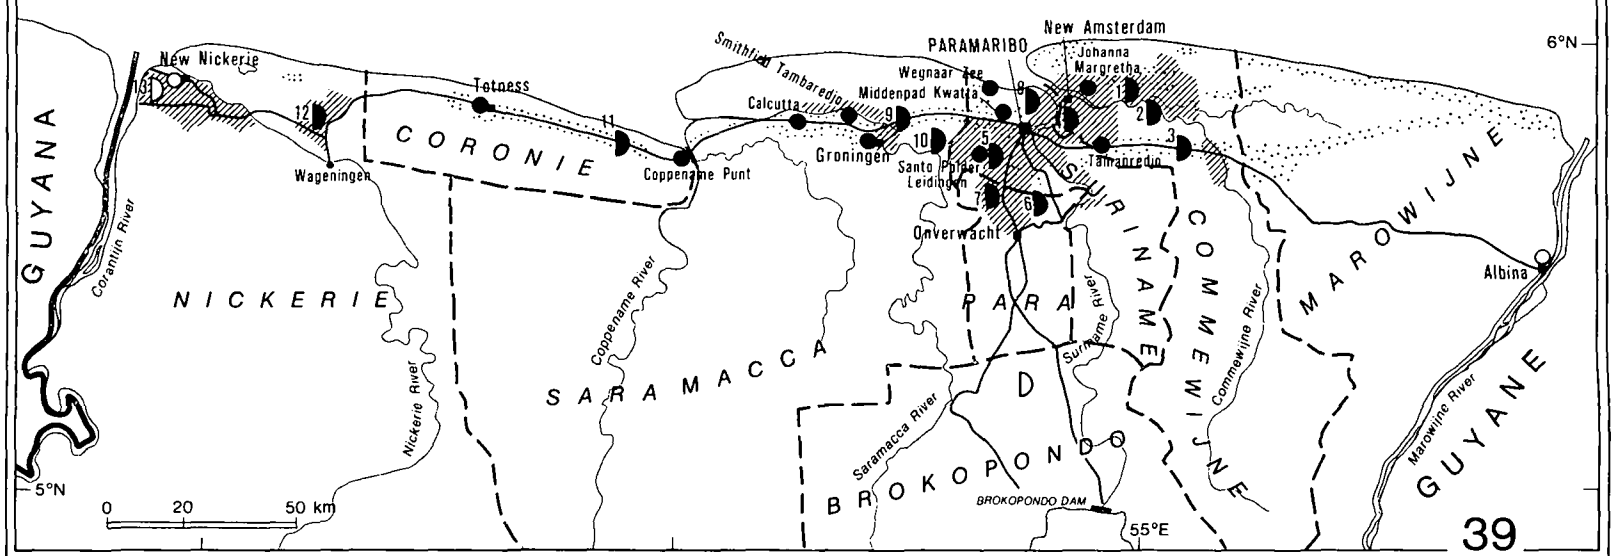 New Amsterdam
6°N
PARAMARIBO
Johanna
Margretha
Smithfield Tambaredjo
New Nickerie
Wegnaar Zee
Middenpad Kwatta
Totness
Calcutta
13
12
11
9
10
8
1
2
3
5
7
6
CORONIE
Groningen
Santo Polder
Leidingen
Tamanredjo
Wageningen
Coppename Punt
GUYANA
Corantijn River
Onverwacht
SURINAME
COMMEWIJNE
MAROWIJNE
Albina
NICKERIE
PARA
Coppename River
Suriname River
Commewijne River
SARAMACCA
D
Nickerie River
Saramacca River
Marowijne River
GUYANE
BROKOPONDO
5°N
0 20 50 km
BROKOPONDO DAM
55°E
39